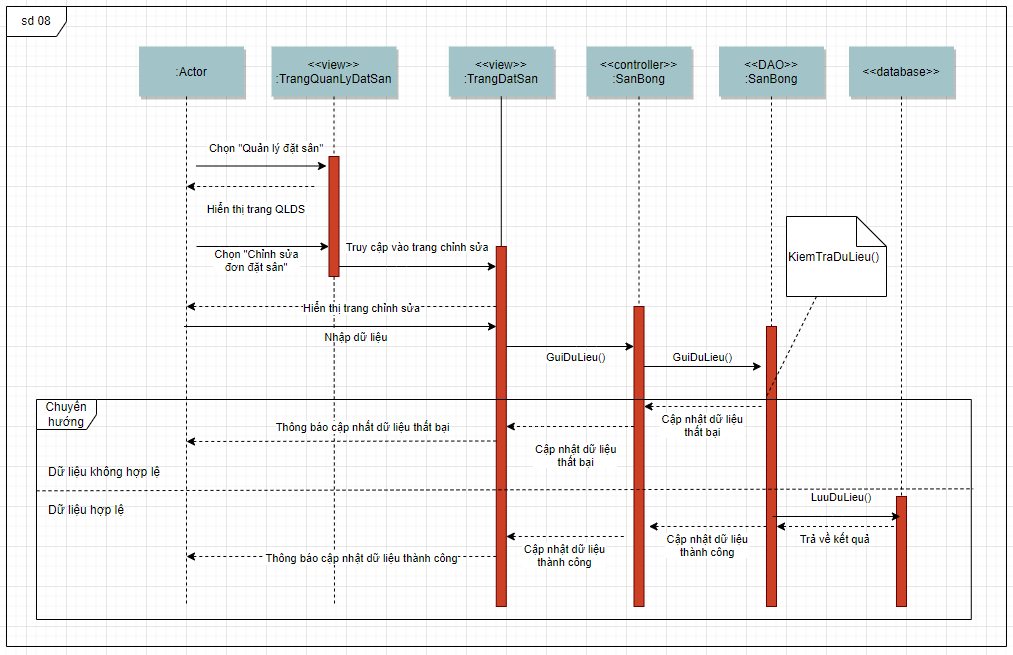 sd 08
:Actor
<<view>>
:TrangQuanLyDatSan
<<view>>
:TrangDatSan
<<controller>>
:SanBong
<<DAO>>
:SanBong
<<database>>
Chọn "Quản lý đặt sân"
Hiển thị trang QLDS
Chọn "Chỉnh sửa
đơn đặt sân"
Truy cập vào trang chỉnh sửa
KiemTraDuLieu()
Hiển thị trang chỉnh sửa
Nhập dữ liệu
GuiDuLieu()
GuiDuLieu()
Chuyển
hướng
Cập nhật dữ liệu
thất bại
Thông báo cập nhất dữ liệu thất bại
Cập nhật dữ liệu
thất bại
Dữ liệu không hợp lệ
Dữ liệu hợp lệ
LuuDuLieu()
Trả về kết quả
Cập nhật dữ liệu
thành công
Cập nhật dữ liệu
thành công
Thông báo cập nhật dữ liệu thành công